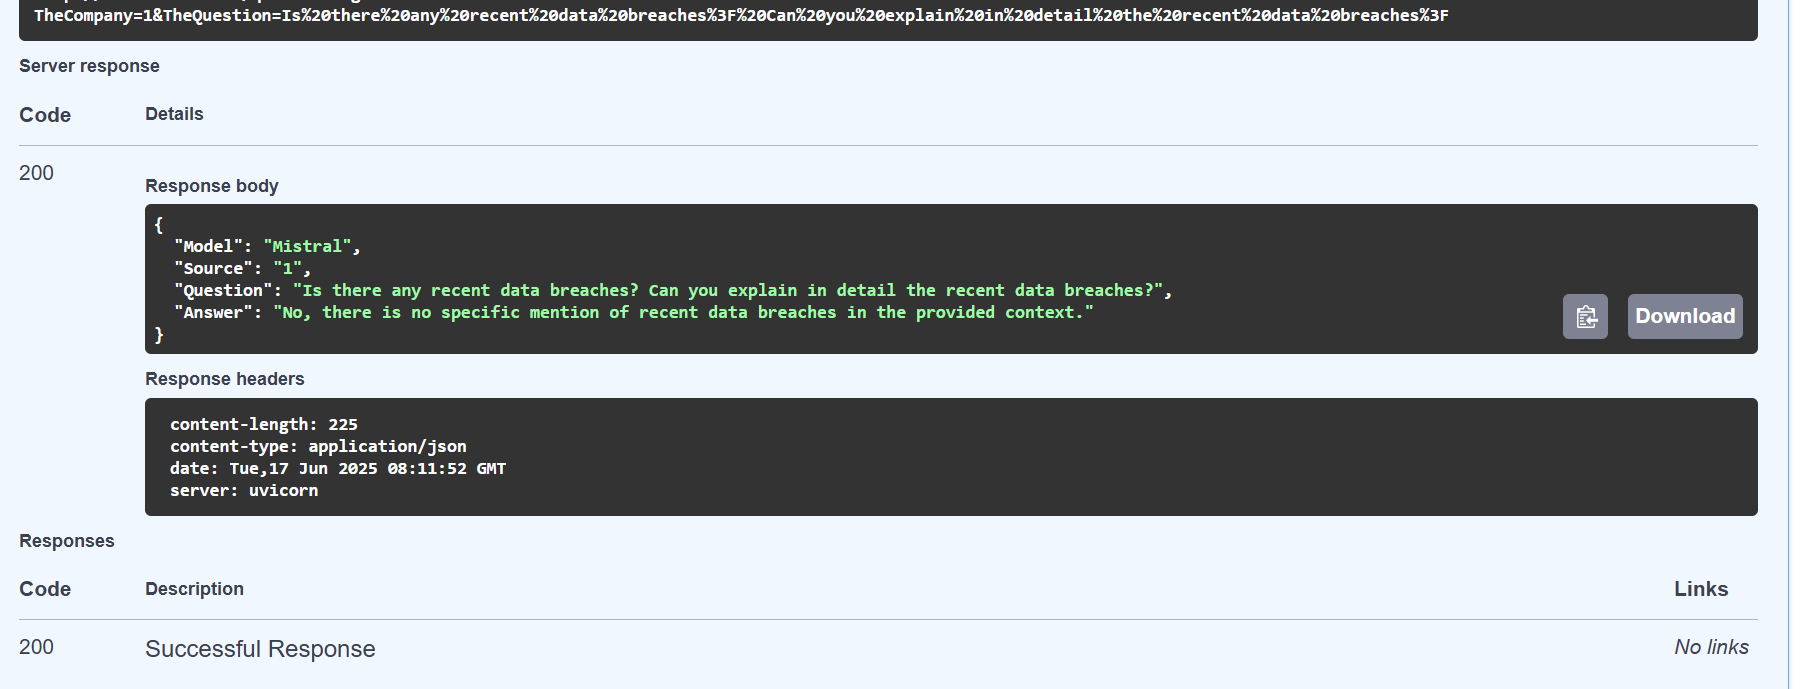 TheCompany=1&TheQuestion=Is%20there%20any%20recent%20data%20breaches%3F%20Can%20you%20explain%20in%20detail%20the%20recent%20data%20breaches%3F
Server response
Code Details
200
Response body
{
"Model": "Mistral",
"Source": "1",
"Question": "Is there any recent data breaches? Can you explain in detail the recent data breaches?",
"Answer": "No, there is no specific mention of recent data breaches in the provided context."
}
Download
Response headers
content-length: 225
content-type: application/json
date: Tue,17 Jun 2025 08:11:52 GMT
server: uvicorn
Responses
Code Description Links
200 Successful Response No links